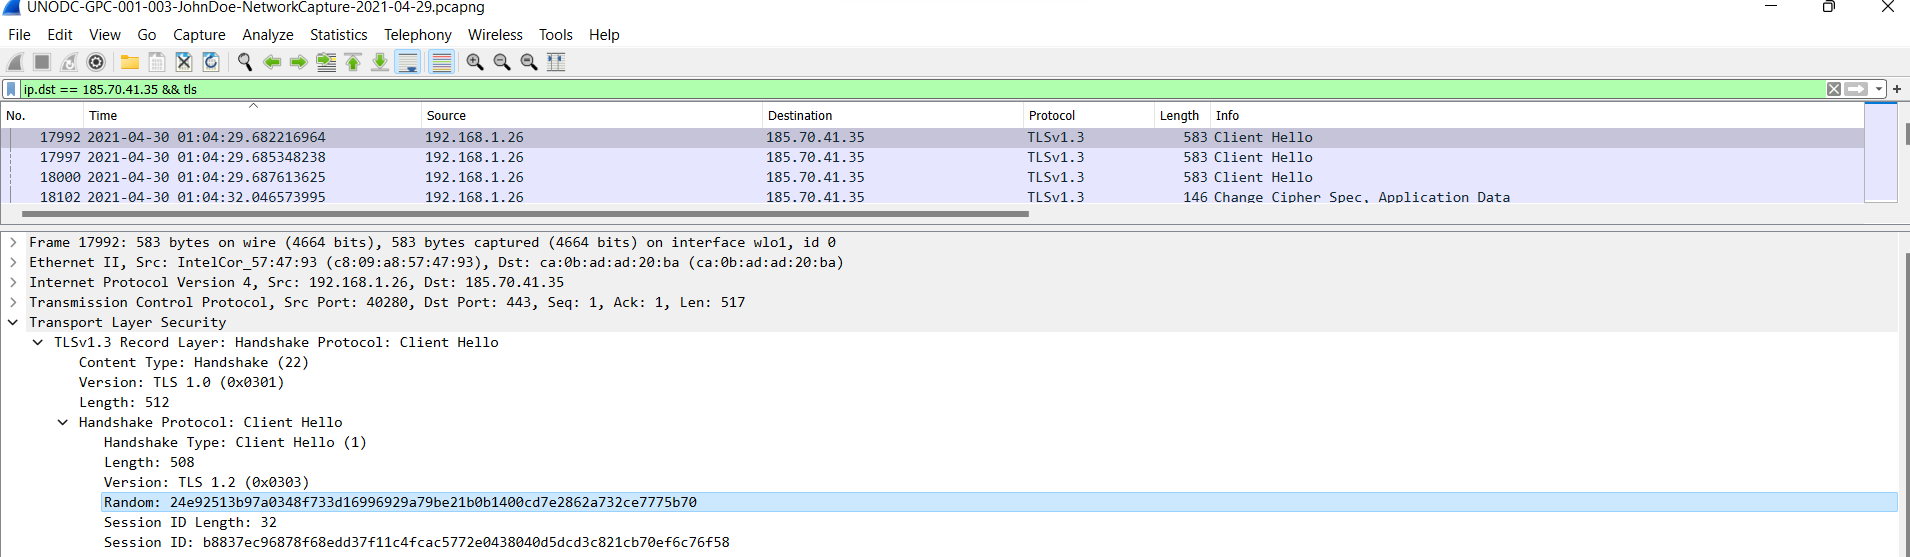 UNODC-GPC-001-003-JohnDoe-NetworkCapture-2021-04-29.pcapng
File Edit View Go Capture Analyze Statistics Telephony Wireless Tools Help
ip.dst == 185.70.41.35 && tls
No. Time Source Destination Protocol Length Info
17992 2021-04-30 01:04:29.682216964 192.168.1.26 185.70.41.35 TLSv1.3 583 Client Hello
17997 2021-04-30 01:04:29.685348238 192.168.1.26 185.70.41.35 TLSv1.3 583 Client Hello
18000 2021-04-30 01:04:29.687613625 192.168.1.26 185.70.41.35 TLSv1.3 583 Client Hello
18102 2021-04-30 01:04:32.046573995 192.168.1.26 185.70.41.35 TLSv1.3 146 Change Cipher Spec, Application Data
Frame 17992: 583 bytes on wire (4664 bits), 583 bytes captured (4664 bits) on interface wlo1, id 0
Ethernet II, Src: IntelCor_57:47:93 (c8:09:a8:57:47:93), Dst: ca:0b:ad:ad:20:ba (ca:0b:ad:ad:20:ba)
Internet Protocol Version 4, Src: 192.168.1.26, Dst: 185.70.41.35
Transmission Control Protocol, Src Port: 40280, Dst Port: 443, Seq: 1, Ack: 1, Len: 517
Transport Layer Security
TLSv1.3 Record Layer: Handshake Protocol: Client Hello
Content Type: Handshake (22)
Version: TLS 1.0 (0x0301)
Length: 512
Handshake Protocol: Client Hello
Handshake Type: Client Hello (1)
Length: 508
Version: TLS 1.2 (0x0303)
Random: 24e92513b97a0348f733d16996929a79be21b0b1400cd7e2862a732ce7775b70
Session ID Length: 32
Session ID: b8837ec96878f68edd37f11c4fcac5772e0438040d5dcd3c821cb70ef6c76f58